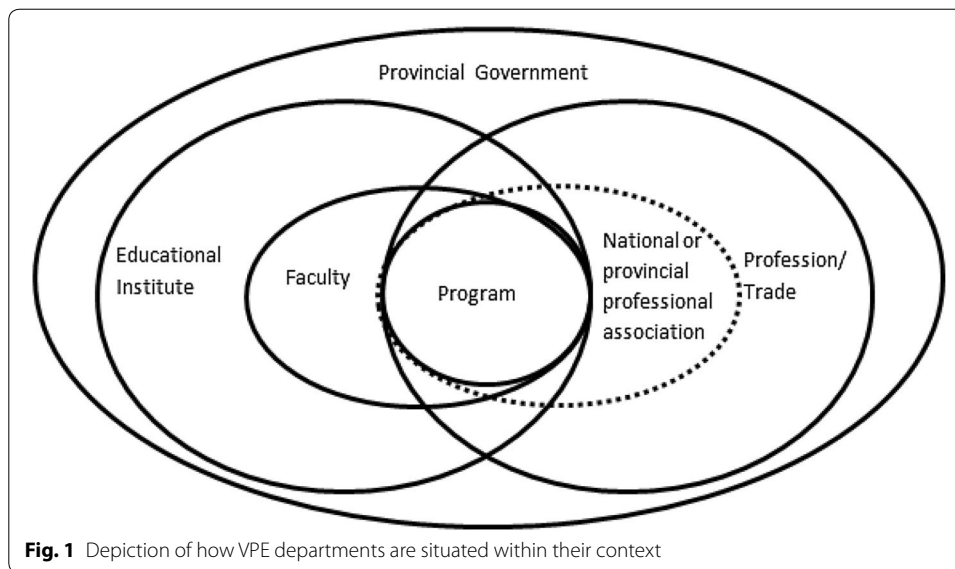 Provincial Government
Educational
Institute
Faculty
Program
National or
provincial
professional
association
Profession/
Trade
Fig. 1 Depiction of how VPE departments are situated within their context